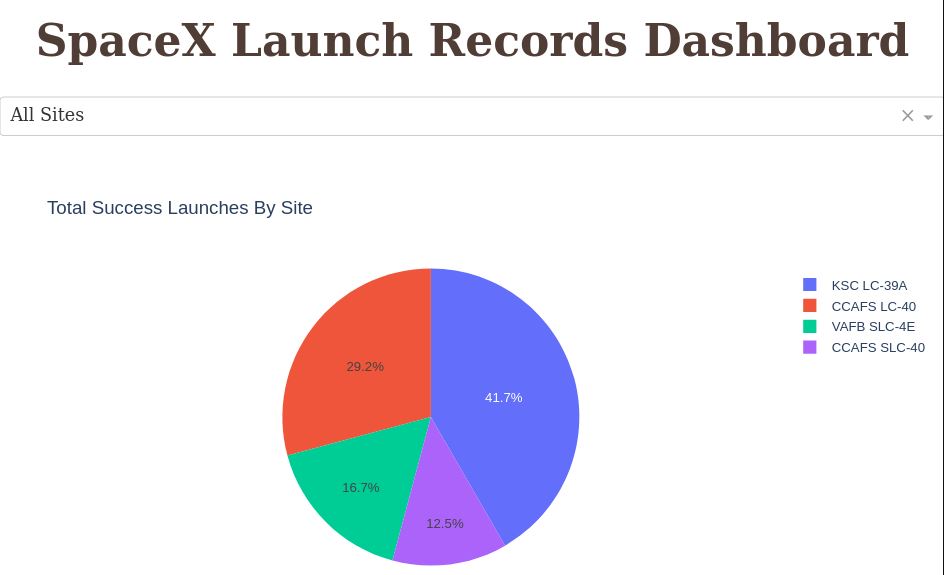 SpaceX Launch Records Dashboard
All Sites
Total Success Launches By Site
KSC LC-39A
CCAFS LC-40
VAFB SLC-4E
CCAFS SLC-40
29.2%
41.7%
16.7%
12.5%